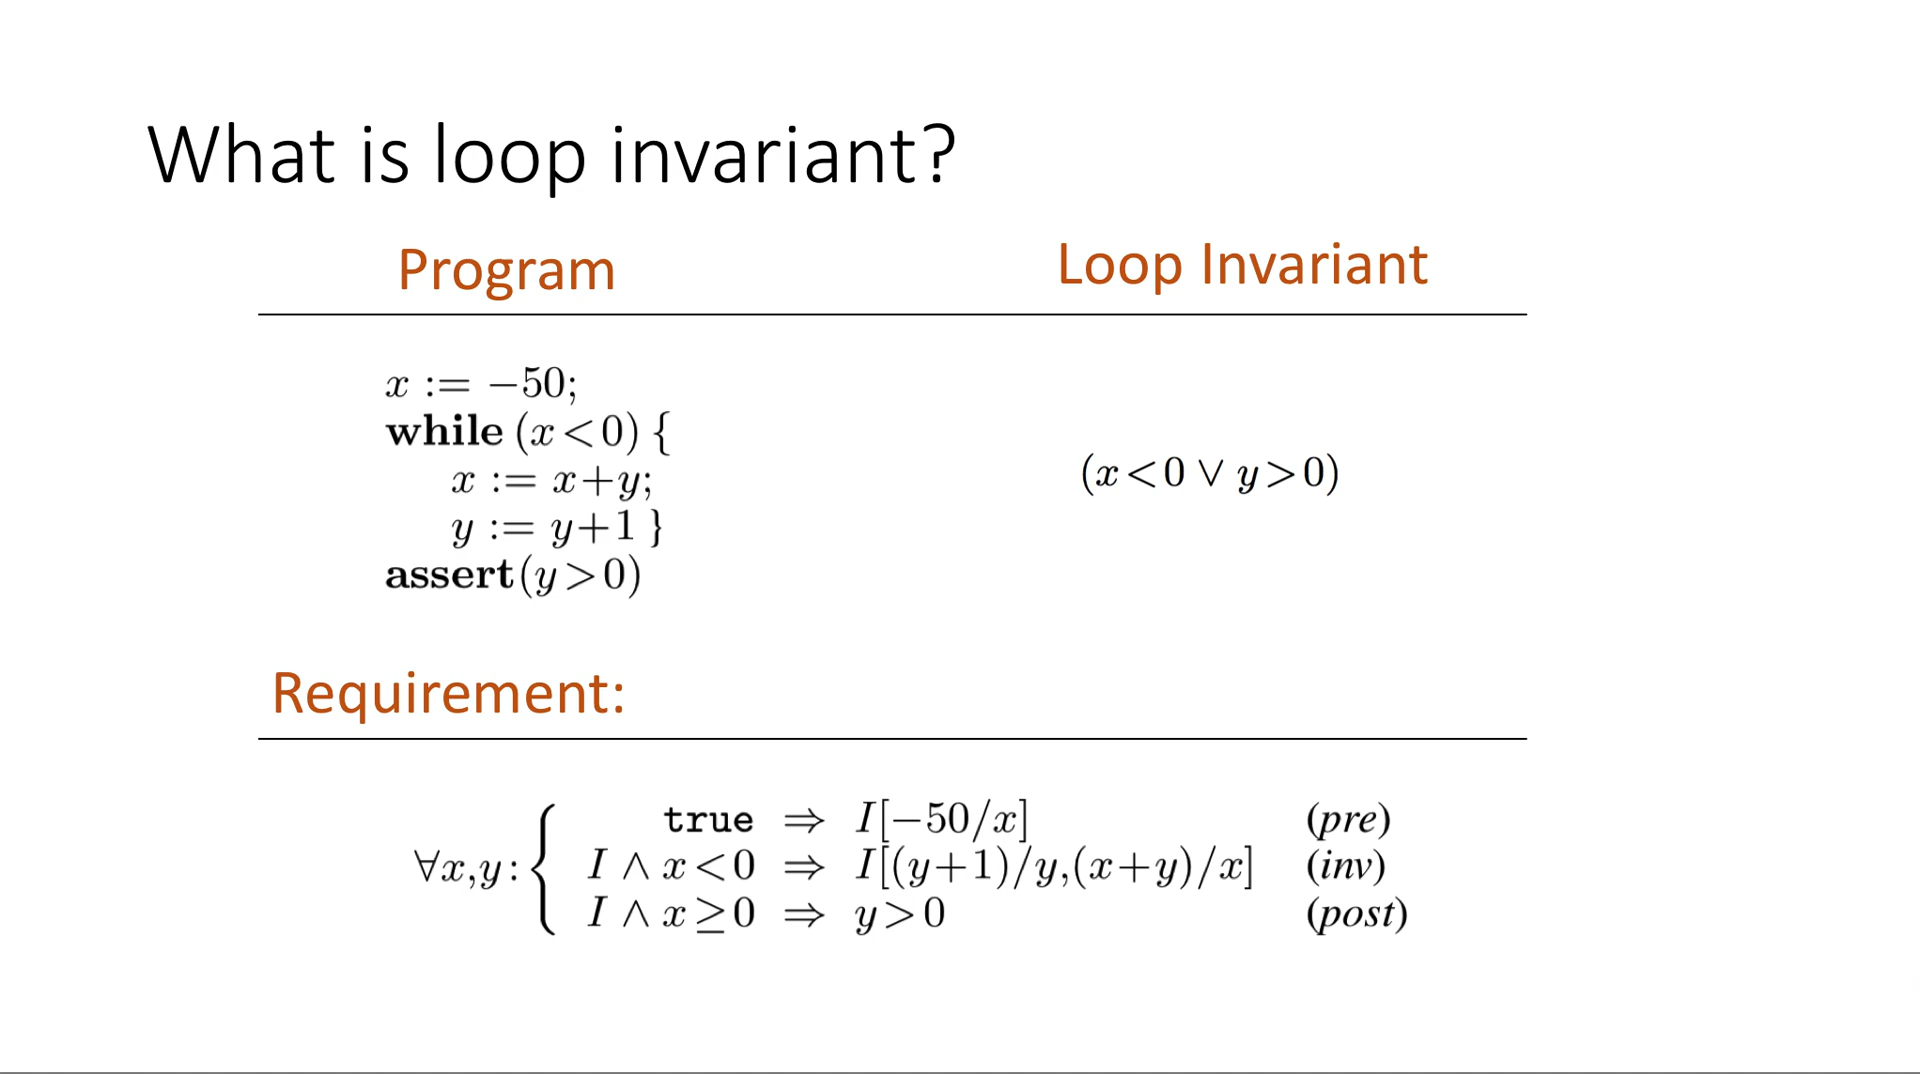 What is loop invariant?
Program
Loop Invariant
x := −50;
while (x<0) {
x := x+y;
y := y+1 }
assert(y>0)
(x<0 ∨ y>0)
Requirement:
∀x,y: {
true ⇒ I[−50/x] (pre)
I ∧ x<0 ⇒ I[(y+1)/y,(x+y)/x] (inv)
I ∧ x≥0 ⇒ y>0 (post)